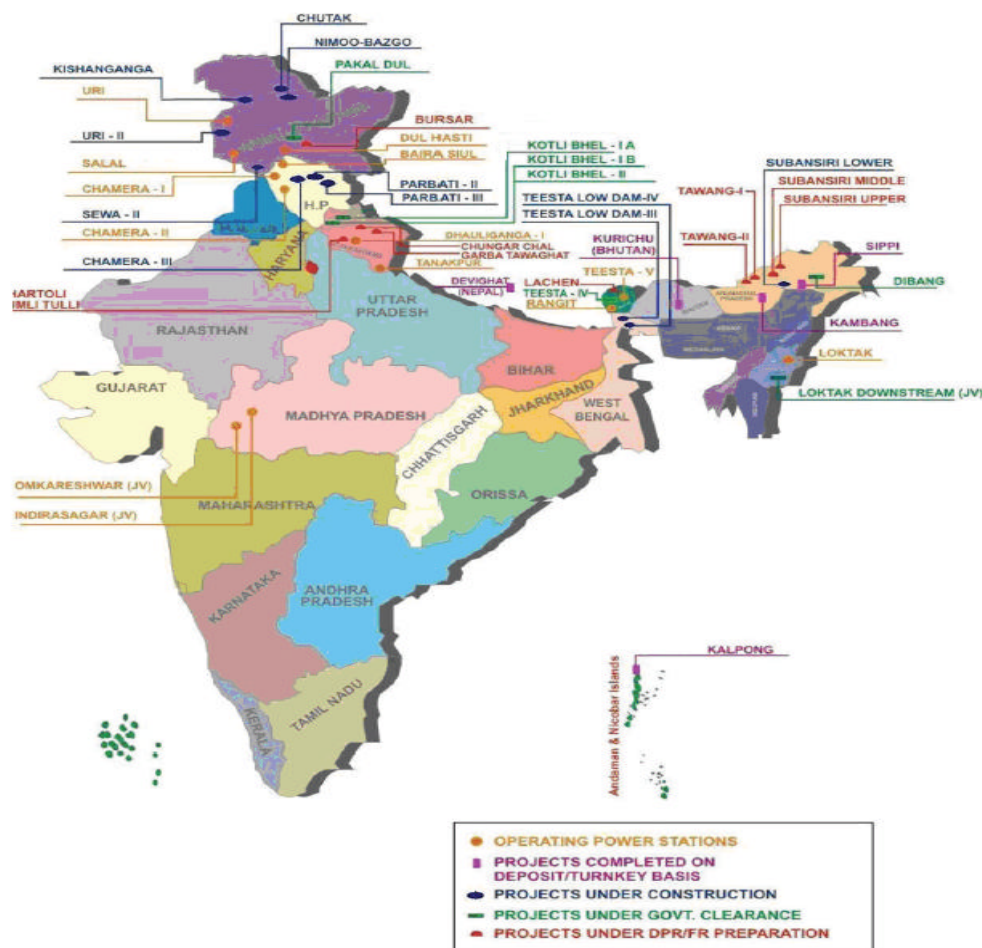 CHUTAK
NIMOO-BAZGO
KISHANGANGA
PAKAL DUL
URI
BURSAR
URI - II
DUL HASTI
KOTLI BHEL - I A
KOTLI BHEL - I B
KOTLI BHEL - II
SALAL
BAIRA SIUL
SUBANSIRI LOWER
CHAMERA - I
PARBATI - II
PARBATI - III
TEESTA LOW DAM-IV
TEESTA LOW DAM-III
TAWANG-I
SUBANSIRI MIDDLE
SUBANSIRI UPPER
SEWA - II
H.P.
CHAMERA - II
DHAULIGANGA - I
KURICHU
(BHUTAN)
TAWANG-II
SIPPI
CHUNGAR CHAL
GARBA TAWAGHAT
CHAMERA - III
HARYANA
TANAKPUR
TEESTA - V
DEVIGHAT
(NEPAL)
LACHEN
DIBANG
HARTOLI
IMLI TULLI
TEESTA - IV
RANGIT
UTTAR
PRADESH
RAJASTHAN
KAMBANG
LOKTAK
GUJARAT
BIHAR
JHARKHAND
LOKTAK DOWNSTREAM (JV)
MADHYA PRADESH
WEST
BENGAL
CHHATTISGARH
OMKARESHWAR (JV)
ORISSA
MAHARASHTRA
INDIRASAGAR (JV)
KARNATAKA
ANDHRA
PRADESH
KALPONG
TAMIL NADU
KERALA
Andaman & Nicobar Islands
OPERATING POWER STATIONS
PROJECTS COMPLETED ON
DEPOSIT/TURNKEY BASIS
PROJECTS UNDER CONSTRUCTION
PROJECTS UNDER GOVT. CLEARANCE
PROJECTS UNDER DPR/FR PREPARATION